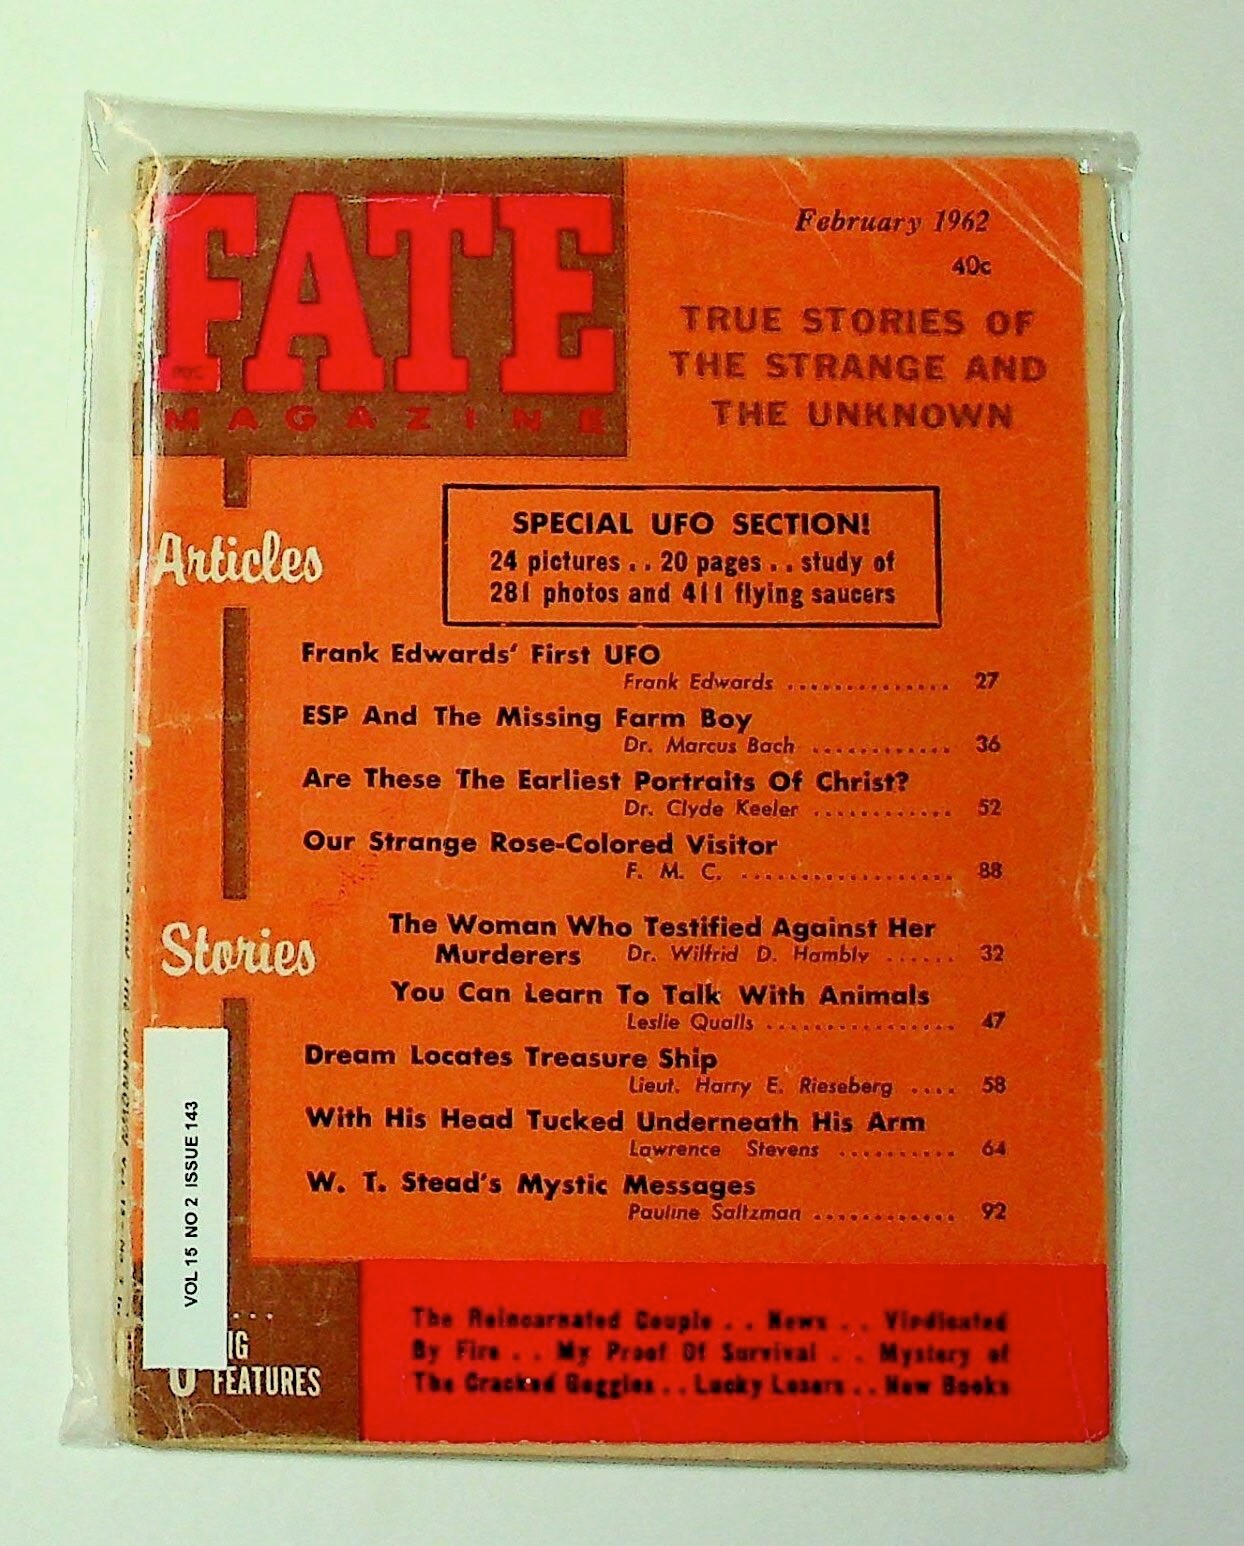 FATE
MAGAZINE
February 1962
40c
TRUE STORIES OF
THE STRANGE AND
THE UNKNOWN
Articles
SPECIAL UFO SECTION!
24 pictures . . 20 pages . . study of
281 photos and 411 flying saucers
Frank Edwards' First UFO
Frank Edwards .............. 27
ESP And The Missing Farm Boy
Dr. Marcus Bach ............ 36
Are These The Earliest Portraits Of Christ?
Dr. Clyde Keeler ............ 52
Our Strange Rose-Colored Visitor
F. M. C. .................. 88
Stories
The Woman Who Testified Against Her
Murderers Dr. Wilfrid D. Hambly ...... 32
You Can Learn To Talk With Animals
Leslie Qualls ................ 47
Dream Locates Treasure Ship
Lieut. Harry E. Rieseberg .... 58
With His Head Tucked Underneath His Arm
Lawrence Stevens .......... 64
W. T. Stead's Mystic Messages
Pauline Saltzman ............ 92
VOL 15 NO 2 ISSUE 143
FEATURES
The Reincarnated Couple . . News . . Vindicated
By Fire . . My Proof Of Survival . . Mystery of
The Cracked Goggles . . Lucky Losers . . New Books